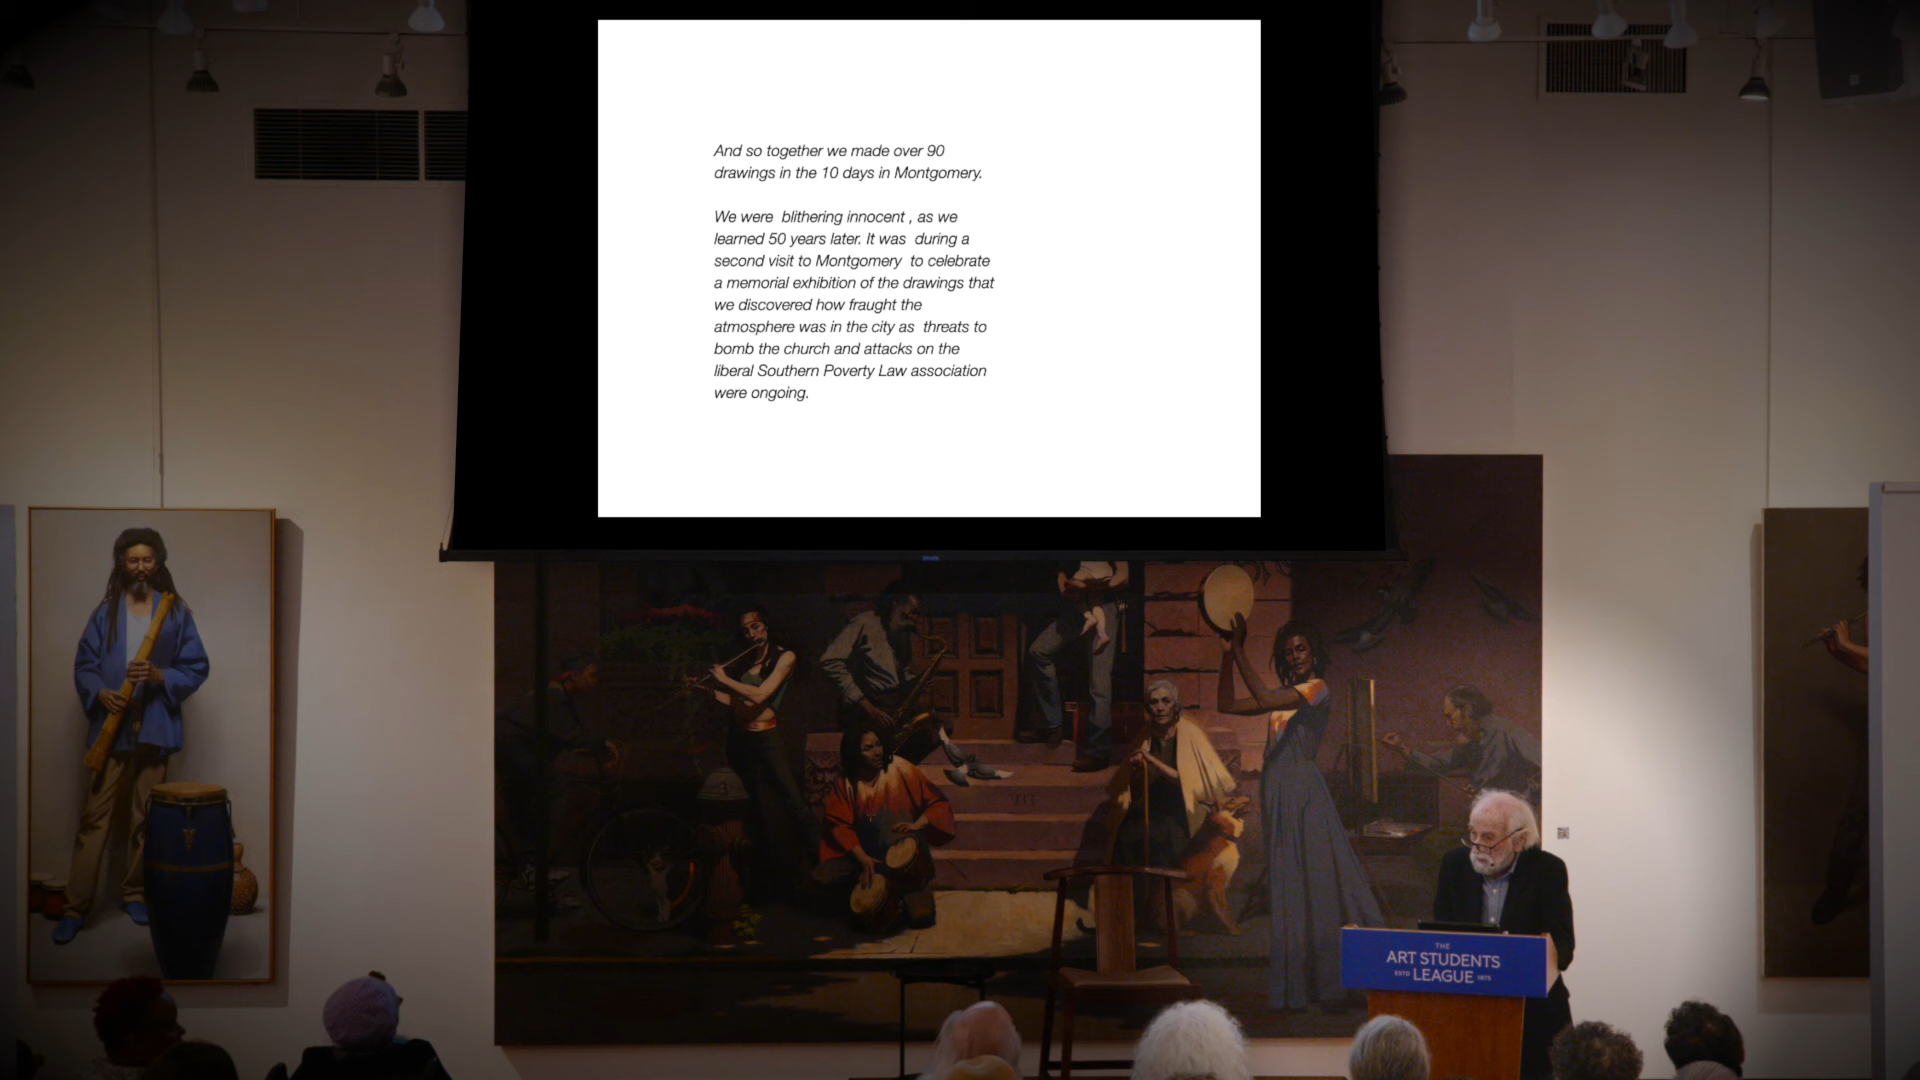 And so together we made over 90
drawings in the 10 days in Montgomery.
We were  blithering innocent , as we
learned 50 years later. It was  during a
second visit to Montgomery  to celebrate
a memorial exhibition of the drawings that
we discovered how fraught the
atmosphere was in the city as  threats to
bomb the church and attacks on the
liberal Southern Poverty Law association
were ongoing.
THE
ART STUDENTS
ESTD LEAGUE 1875